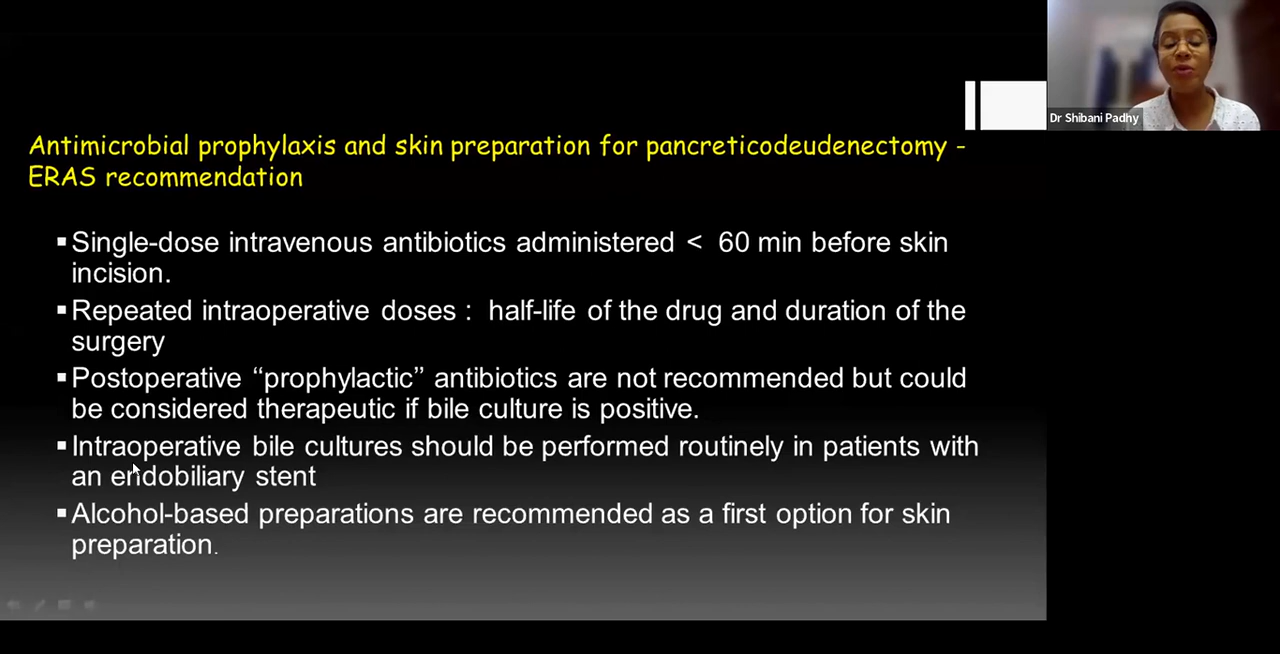 Dr Shibani Padhy
Antimicrobial prophylaxis and skin preparation for pancreticodeudenectomy -
ERAS recommendation
▪Single-dose intravenous antibiotics administered < 60 min before skin
incision.
▪Repeated intraoperative doses : half-life of the drug and duration of the
surgery
▪Postoperative “prophylactic” antibiotics are not recommended but could
be considered therapeutic if bile culture is positive.
▪Intraoperative bile cultures should be performed routinely in patients with
an endobiliary stent
▪Alcohol-based preparations are recommended as a first option for skin
preparation.